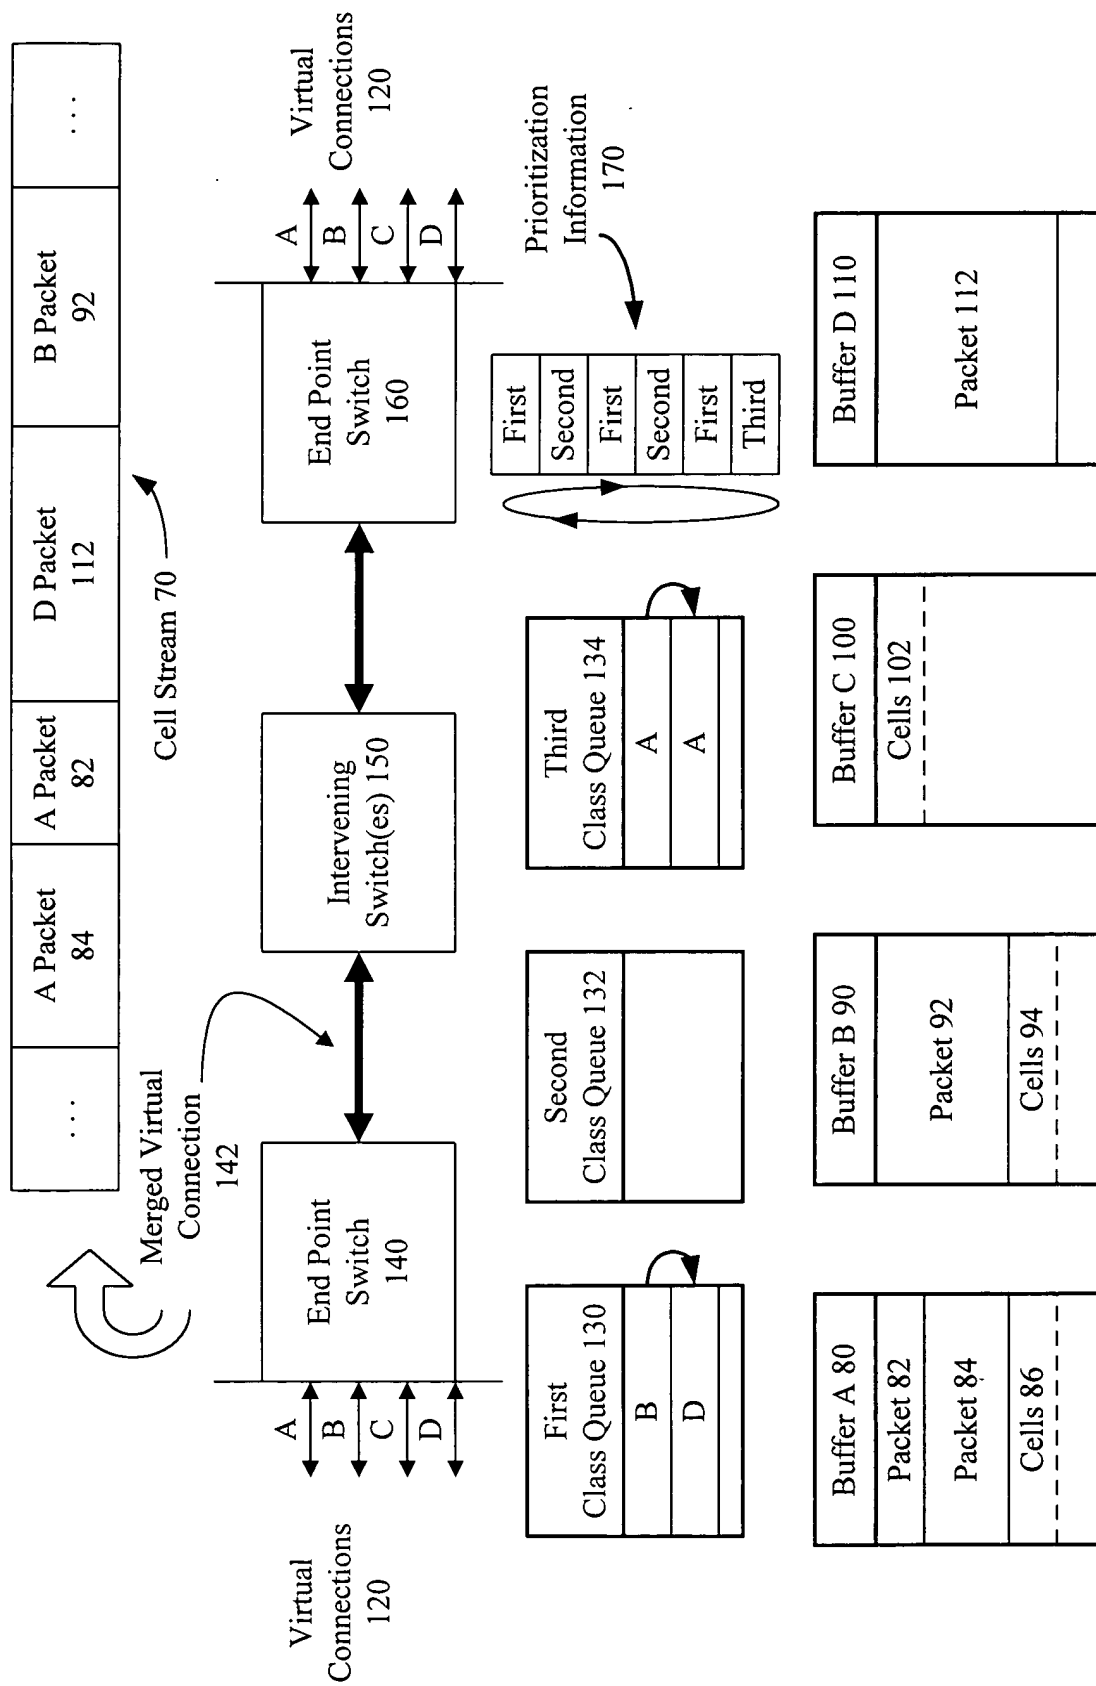 ...
A Packet
84
A Packet
82
D Packet
112
B Packet
92
...
Cell Stream 70
Merged Virtual
Connection
142
Virtual
Connections
120
A
B
C
D
End Point
Switch
140
Intervening
Switch(es) 150
End Point
Switch
160
A
B
C
D
Virtual
Connections
120
First
Class Queue 130
B
D
Second
Class Queue 132
Third
Class Queue 134
A
A
First
Second
First
Second
First
Third
Prioritization
Information
170
Buffer A 80
Packet 82
Packet 84
Cells 86
Buffer B 90
Packet 92
Cells 94
Buffer C 100
Cells 102
Buffer D 110
Packet 112